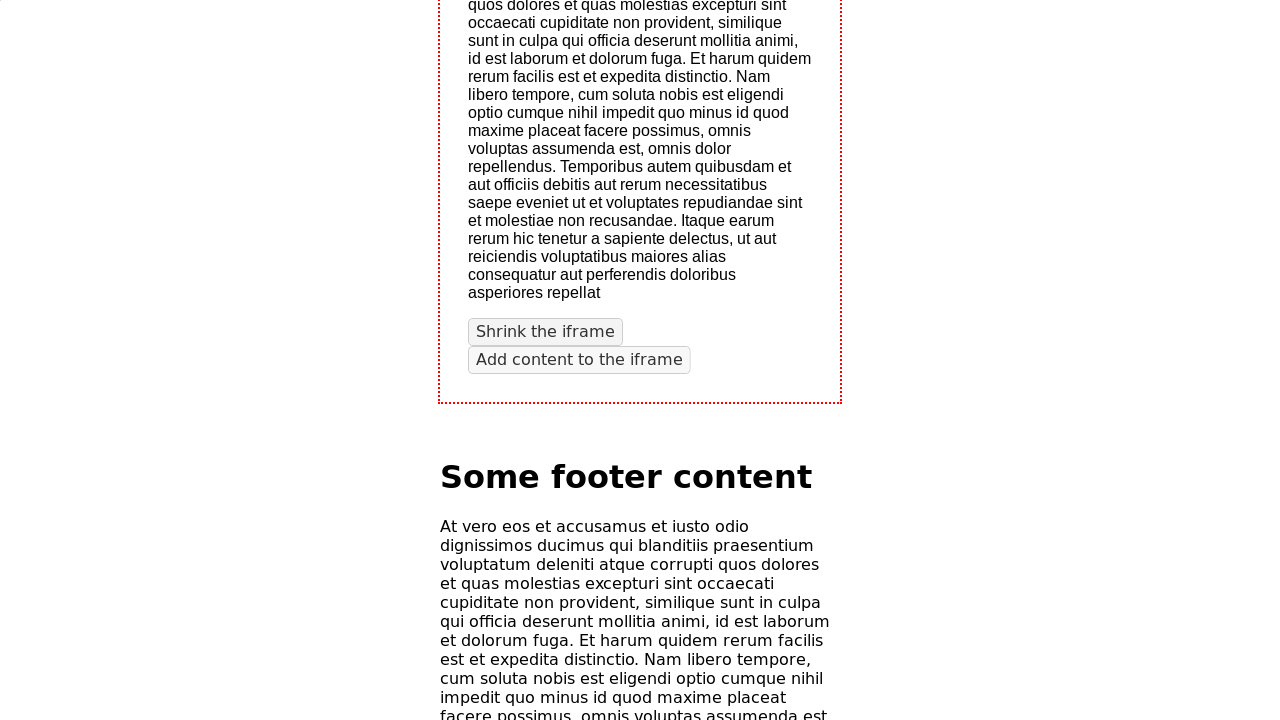 quos dolores et quas molestias excepturi sint
occaecati cupiditate non provident, similique
sunt in culpa qui officia deserunt mollitia animi,
id est laborum et dolorum fuga. Et harum quidem
rerum facilis est et expedita distinctio. Nam
libero tempore, cum soluta nobis est eligendi
optio cumque nihil impedit quo minus id quod
maxime placeat facere possimus, omnis
voluptas assumenda est, omnis dolor
repellendus. Temporibus autem quibusdam et
aut officiis debitis aut rerum necessitatibus
saepe eveniet ut et voluptates repudiandae sint
et molestiae non recusandae. Itaque earum
rerum hic tenetur a sapiente delectus, ut aut
reiciendis voluptatibus maiores alias
consequatur aut perferendis doloribus
asperiores repellat
Shrink the iframe
Add content to the iframe
Some footer content
At vero eos et accusamus et iusto odio
dignissimos ducimus qui blanditiis praesentium
voluptatum deleniti atque corrupti quos dolores
et quas molestias excepturi sint occaecati
cupiditate non provident, similique sunt in culpa
qui officia deserunt mollitia animi, id est laborum
et dolorum fuga. Et harum quidem rerum facilis
est et expedita distinctio. Nam libero tempore,
cum soluta nobis est eligendi optio cumque nihil
impedit quo minus id quod maxime placeat
facere possimus, omnis voluptas assumenda est